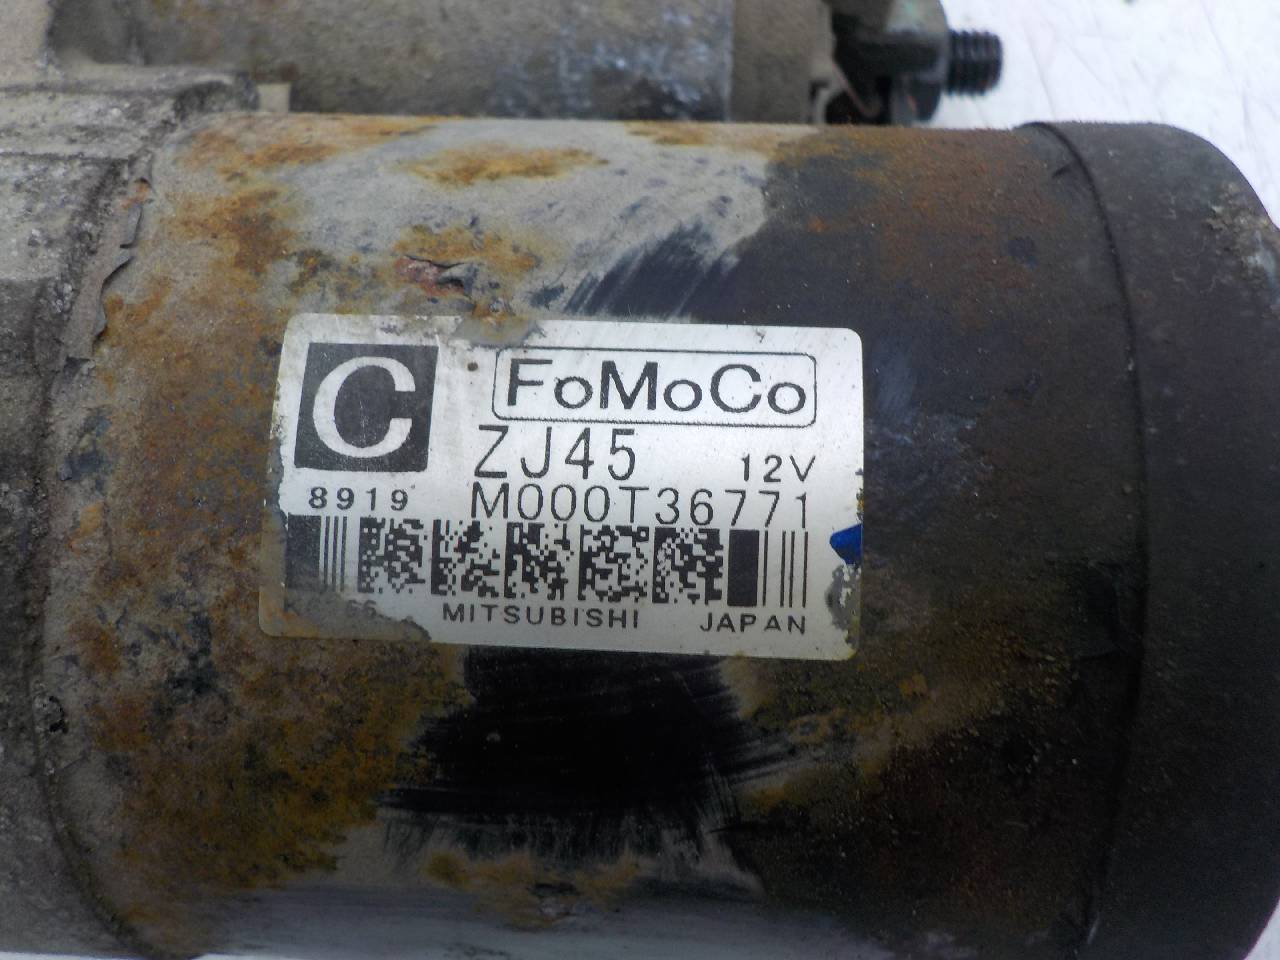 C
FoMoCo
ZJ45 12V
8919 M000T36771
MITSUBISHI JAPAN